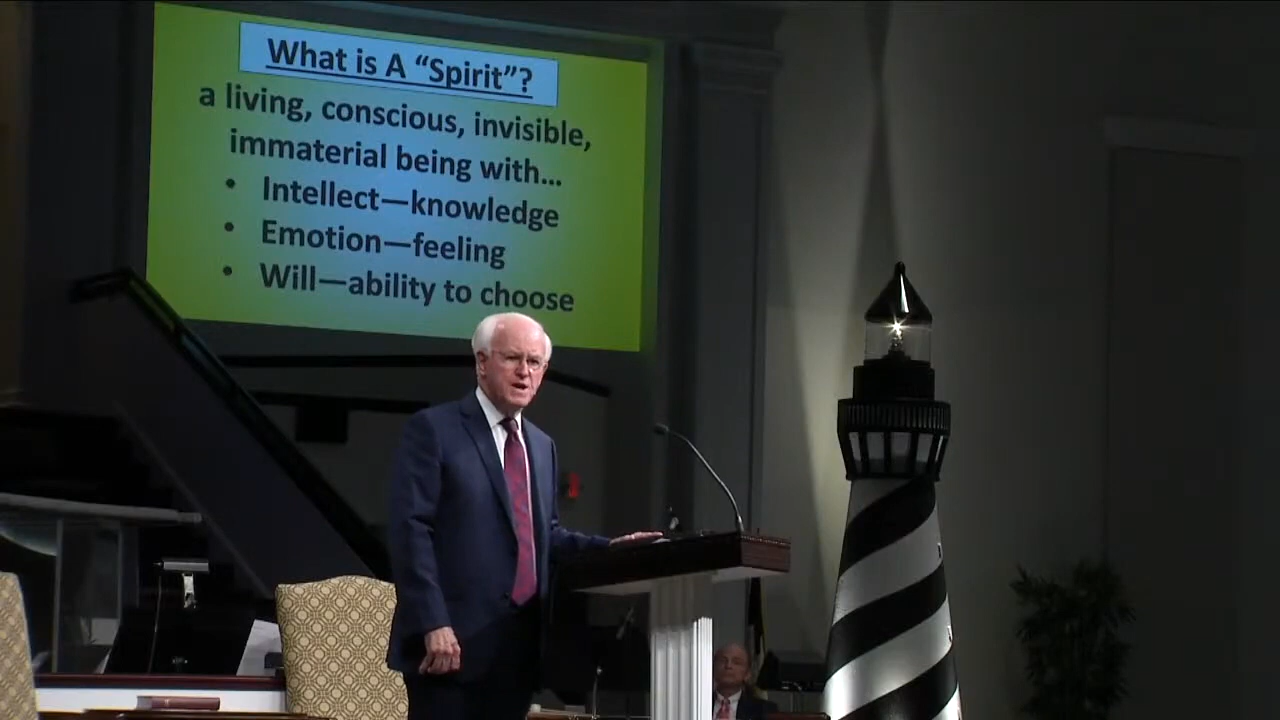 What is A “Spirit”?
a living, conscious, invisible,
immaterial being with…
• Intellect—knowledge
• Emotion—feeling
• Will—ability to choose